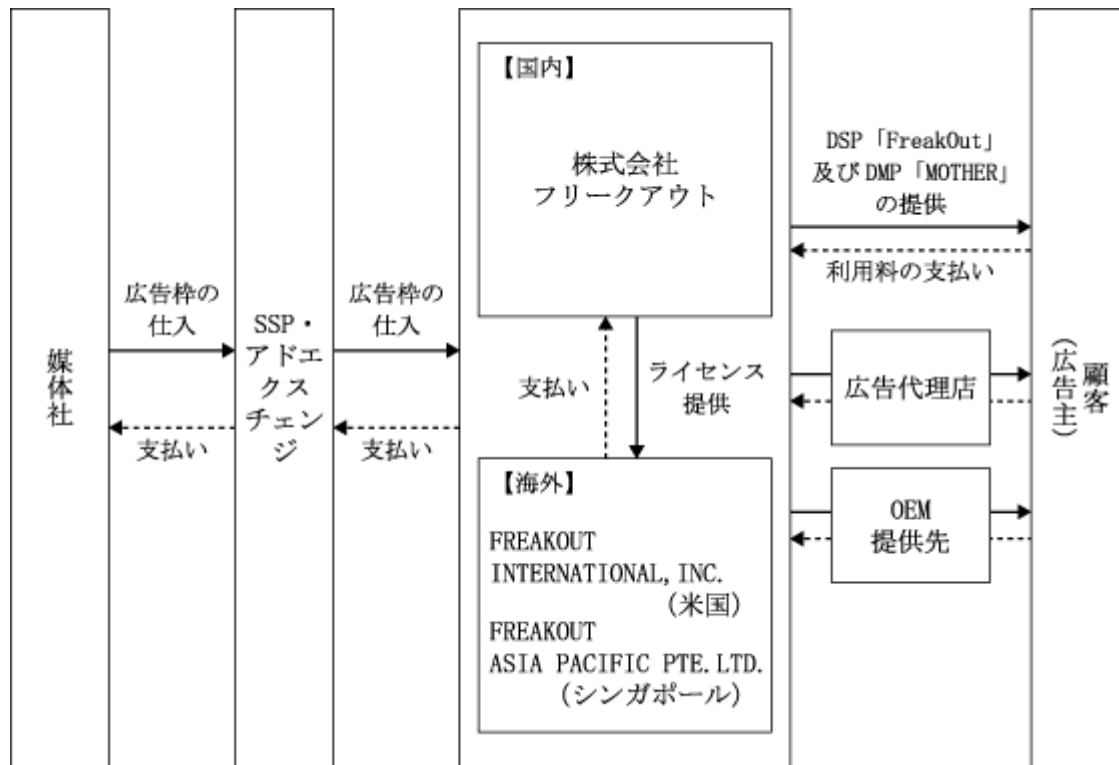 媒体社
広告枠の
仕入
支払い
SSP・
アドエ
クス
チェン
ジ
広告枠の
仕入
支払い
【国内】
株式会社
フリークアウト
支払い
ライセンス
提供
【海外】
FREAKOUT
INTERNATIONAL, INC.
(米国)
FREAKOUT
ASIA PACIFIC PTE. LTD.
(シンガポール)
DSP「FreakOut」
及び DMP「MOTHER」
の提供
利用料の支払い
広告代理店
OEM
提供先
顧客
(広告主)